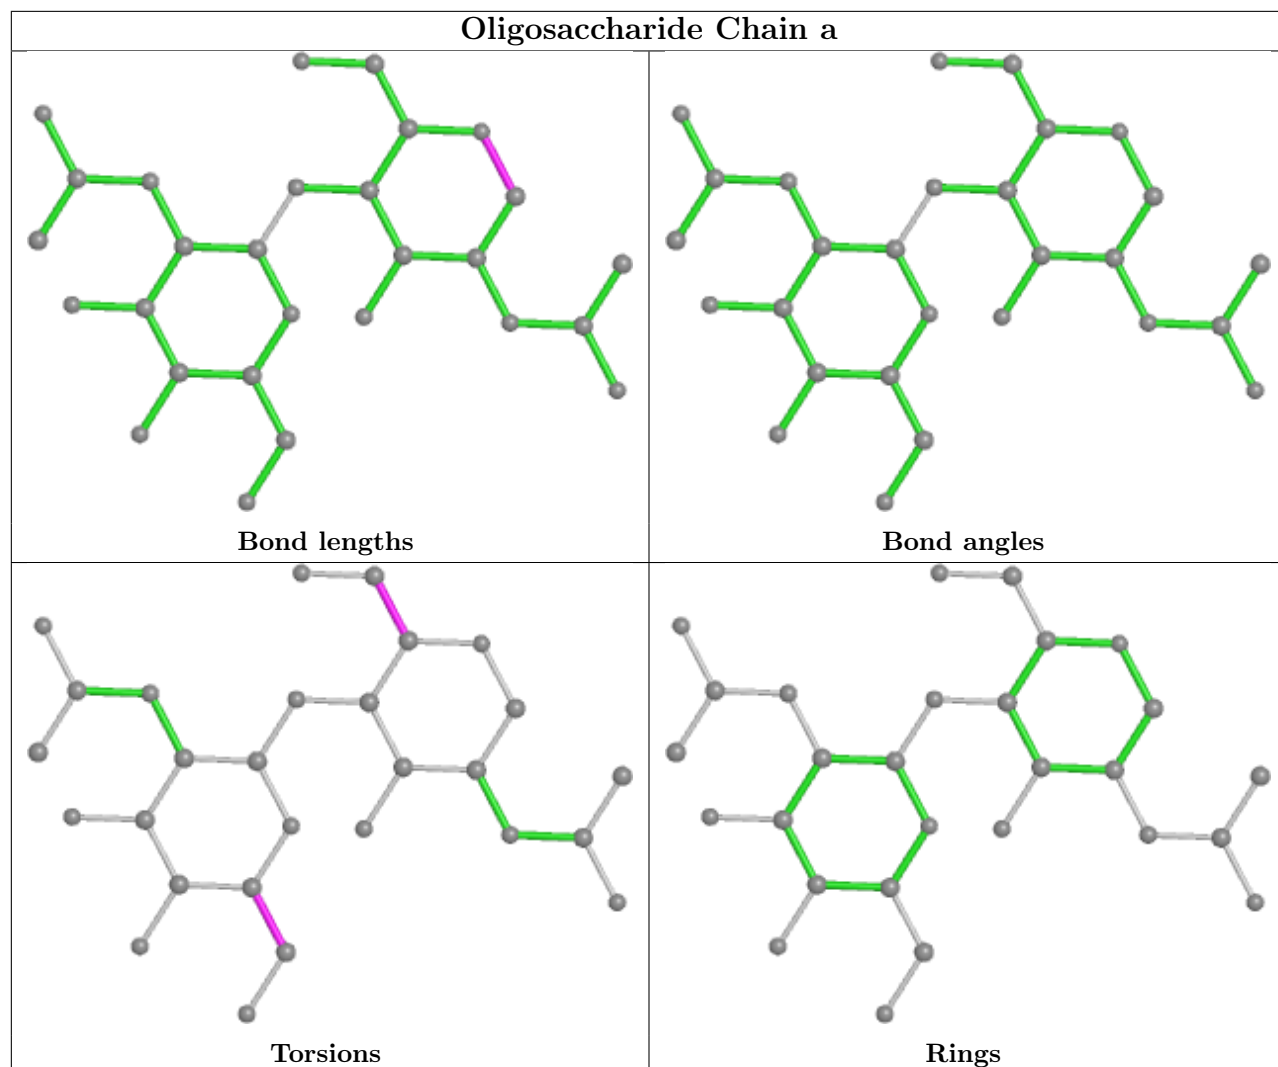 Oligosaccharide Chain a
Bond lengths
Bond angles
Torsions
Rings